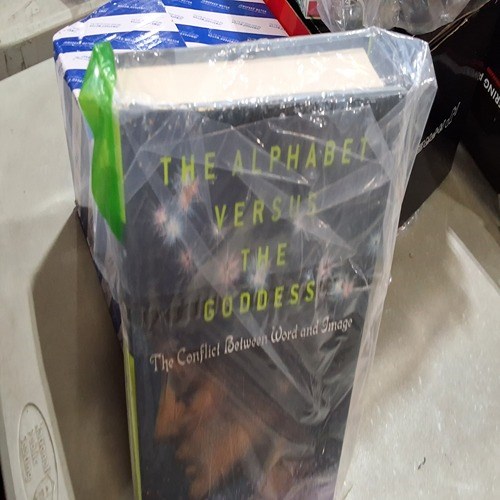 THE ALPHABET
VERSUS
THE
GODDESS
The Conflict Between Word and Image